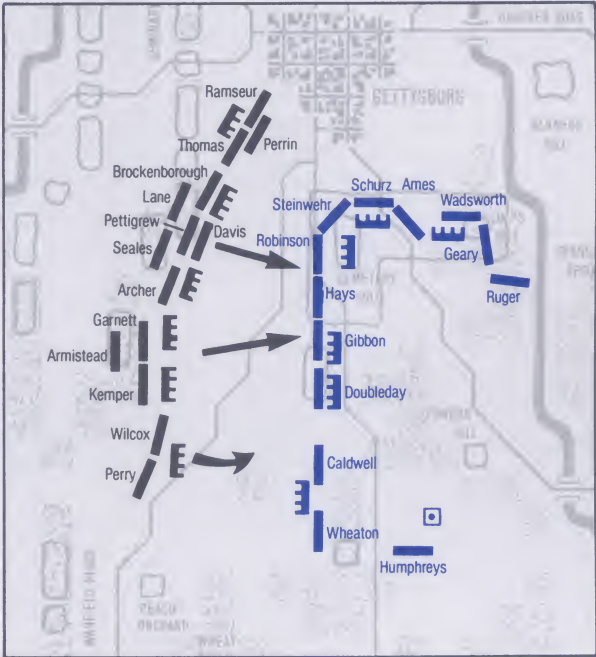 GETTYSBURG
Ramseur
Thomas
Perrin
Brockenborough
Lane
Pettigrew
Seales
Davis
Archer
Garnett
Armistead
Kemper
Wilcox
Perry
Schurz
Ames
Steinwehr
Wadsworth
Robinson
Geary
Ruger
Hays
Gibbon
Doubleday
Caldwell
Wheaton
Humphreys
PEACH
ORCHARD
WHEAT